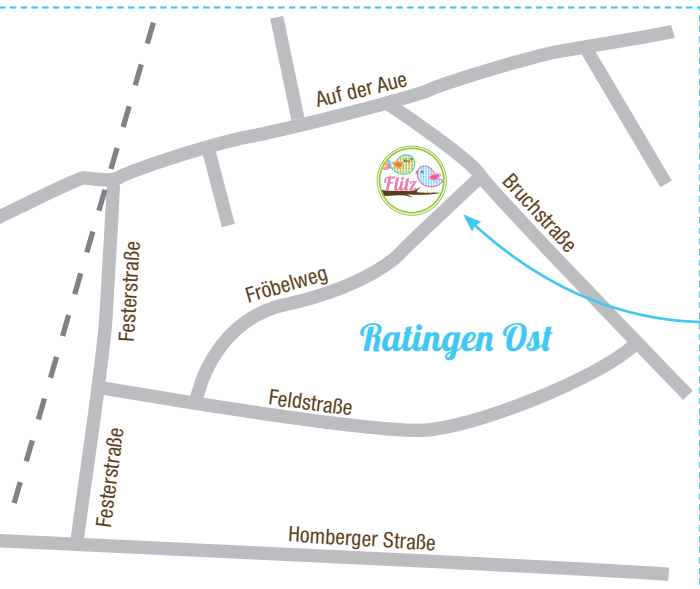 Auf der Aue
Flitz
Bruchstraße
Festerstraße
Fröbelweg
Ratingen Ost
Feldstraße
Festerstraße
Homberger Straße